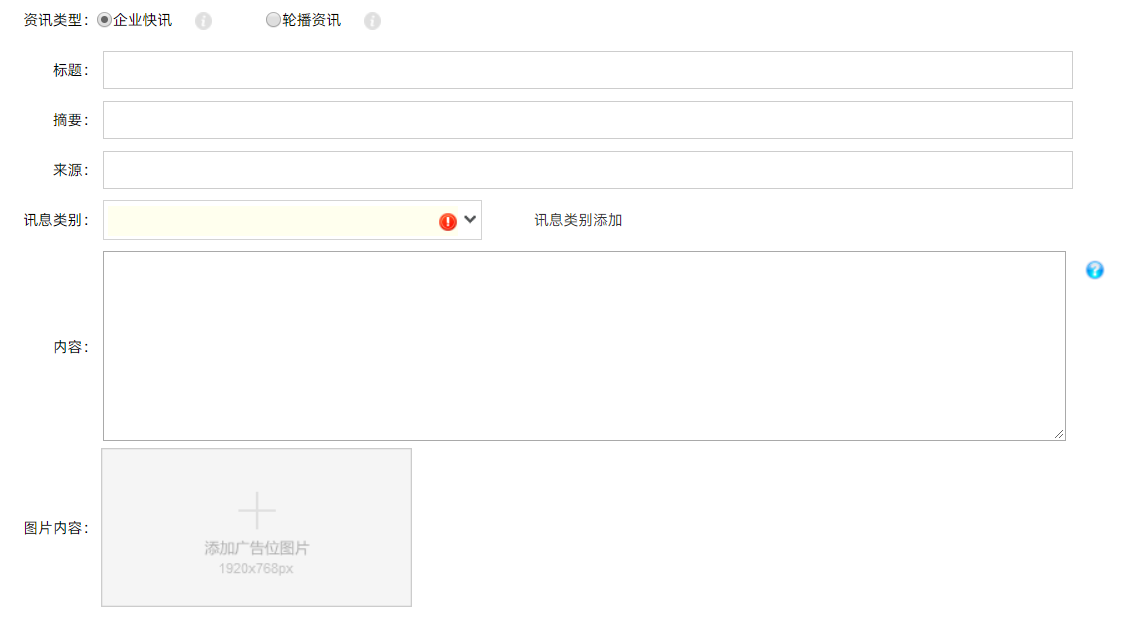 资讯类型： 企业快讯 轮播资讯
标题：
摘要：
来源：
讯息类别： 讯息类别添加
内容：
图片内容：
添加广告位图片
1920x768px